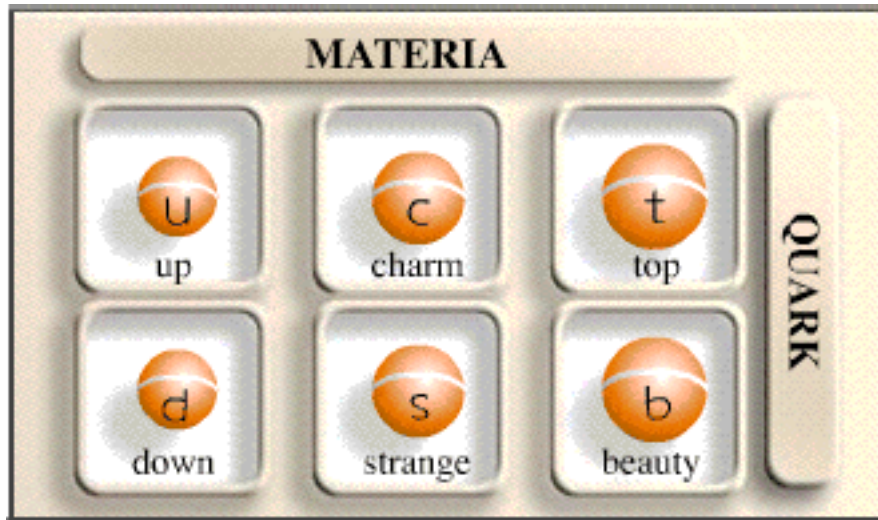 MATERIA
u c t
up charm top
QUARK
d s b
down strange beauty